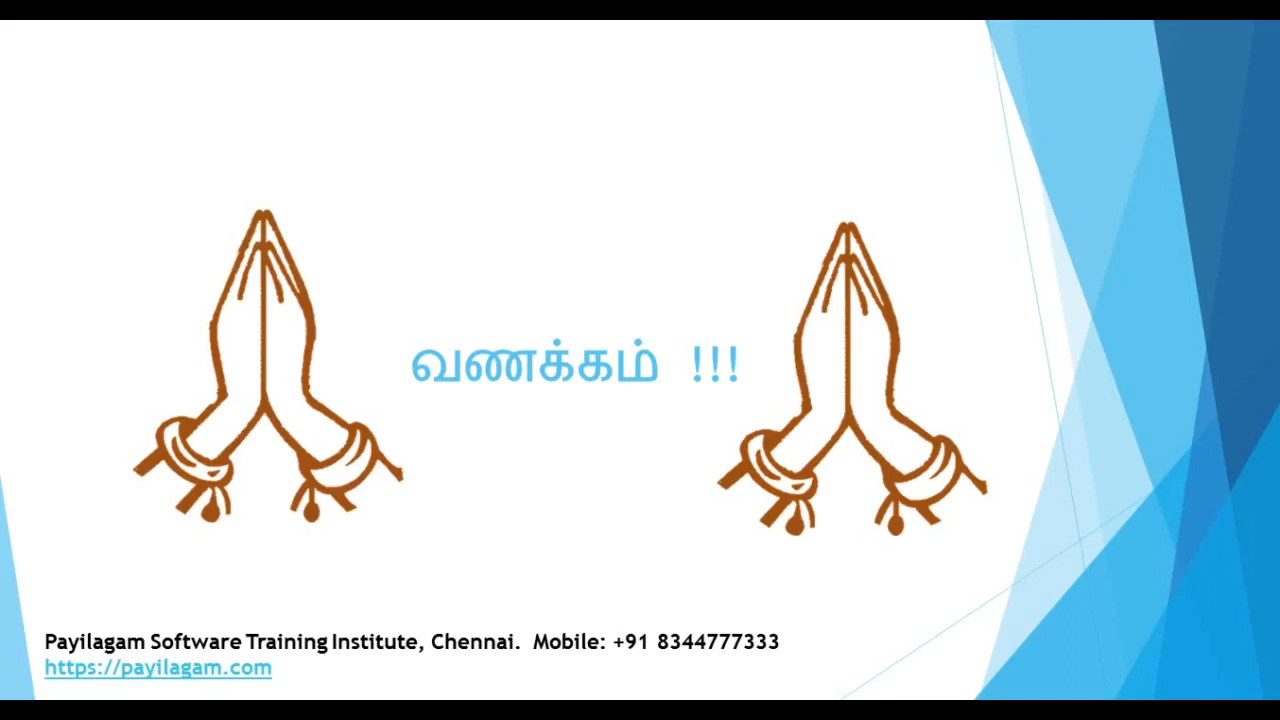 வணக்கம் !!!
Payilagam Software Training Institute, Chennai. Mobile: +91 8344777333
https://payilagam.com